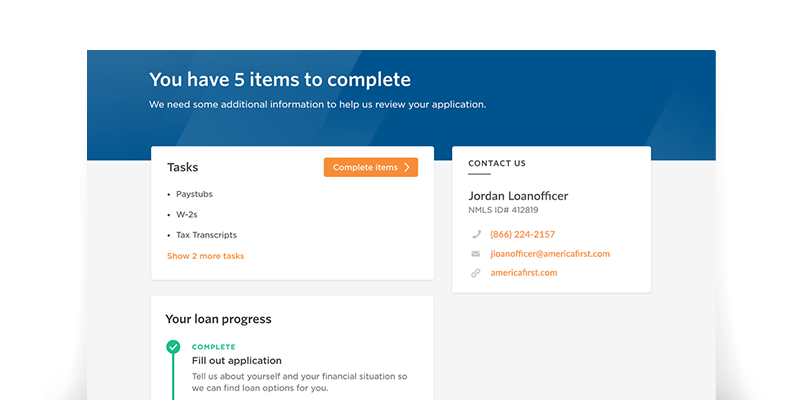 You have 5 items to complete
We need some additional information to help us review your application.
Tasks
Complete items
• Paystubs
• W-2s
• Tax Transcripts
Show 2 more tasks
CONTACT US
Jordan Loanofficer
NMLS ID# 412819
(866) 224-2157
jloanofficer@americafirst.com
americafirst.com
Your loan progress
COMPLETE
Fill out application
Tell us about yourself and your financial situation so
we can find loan options for you.